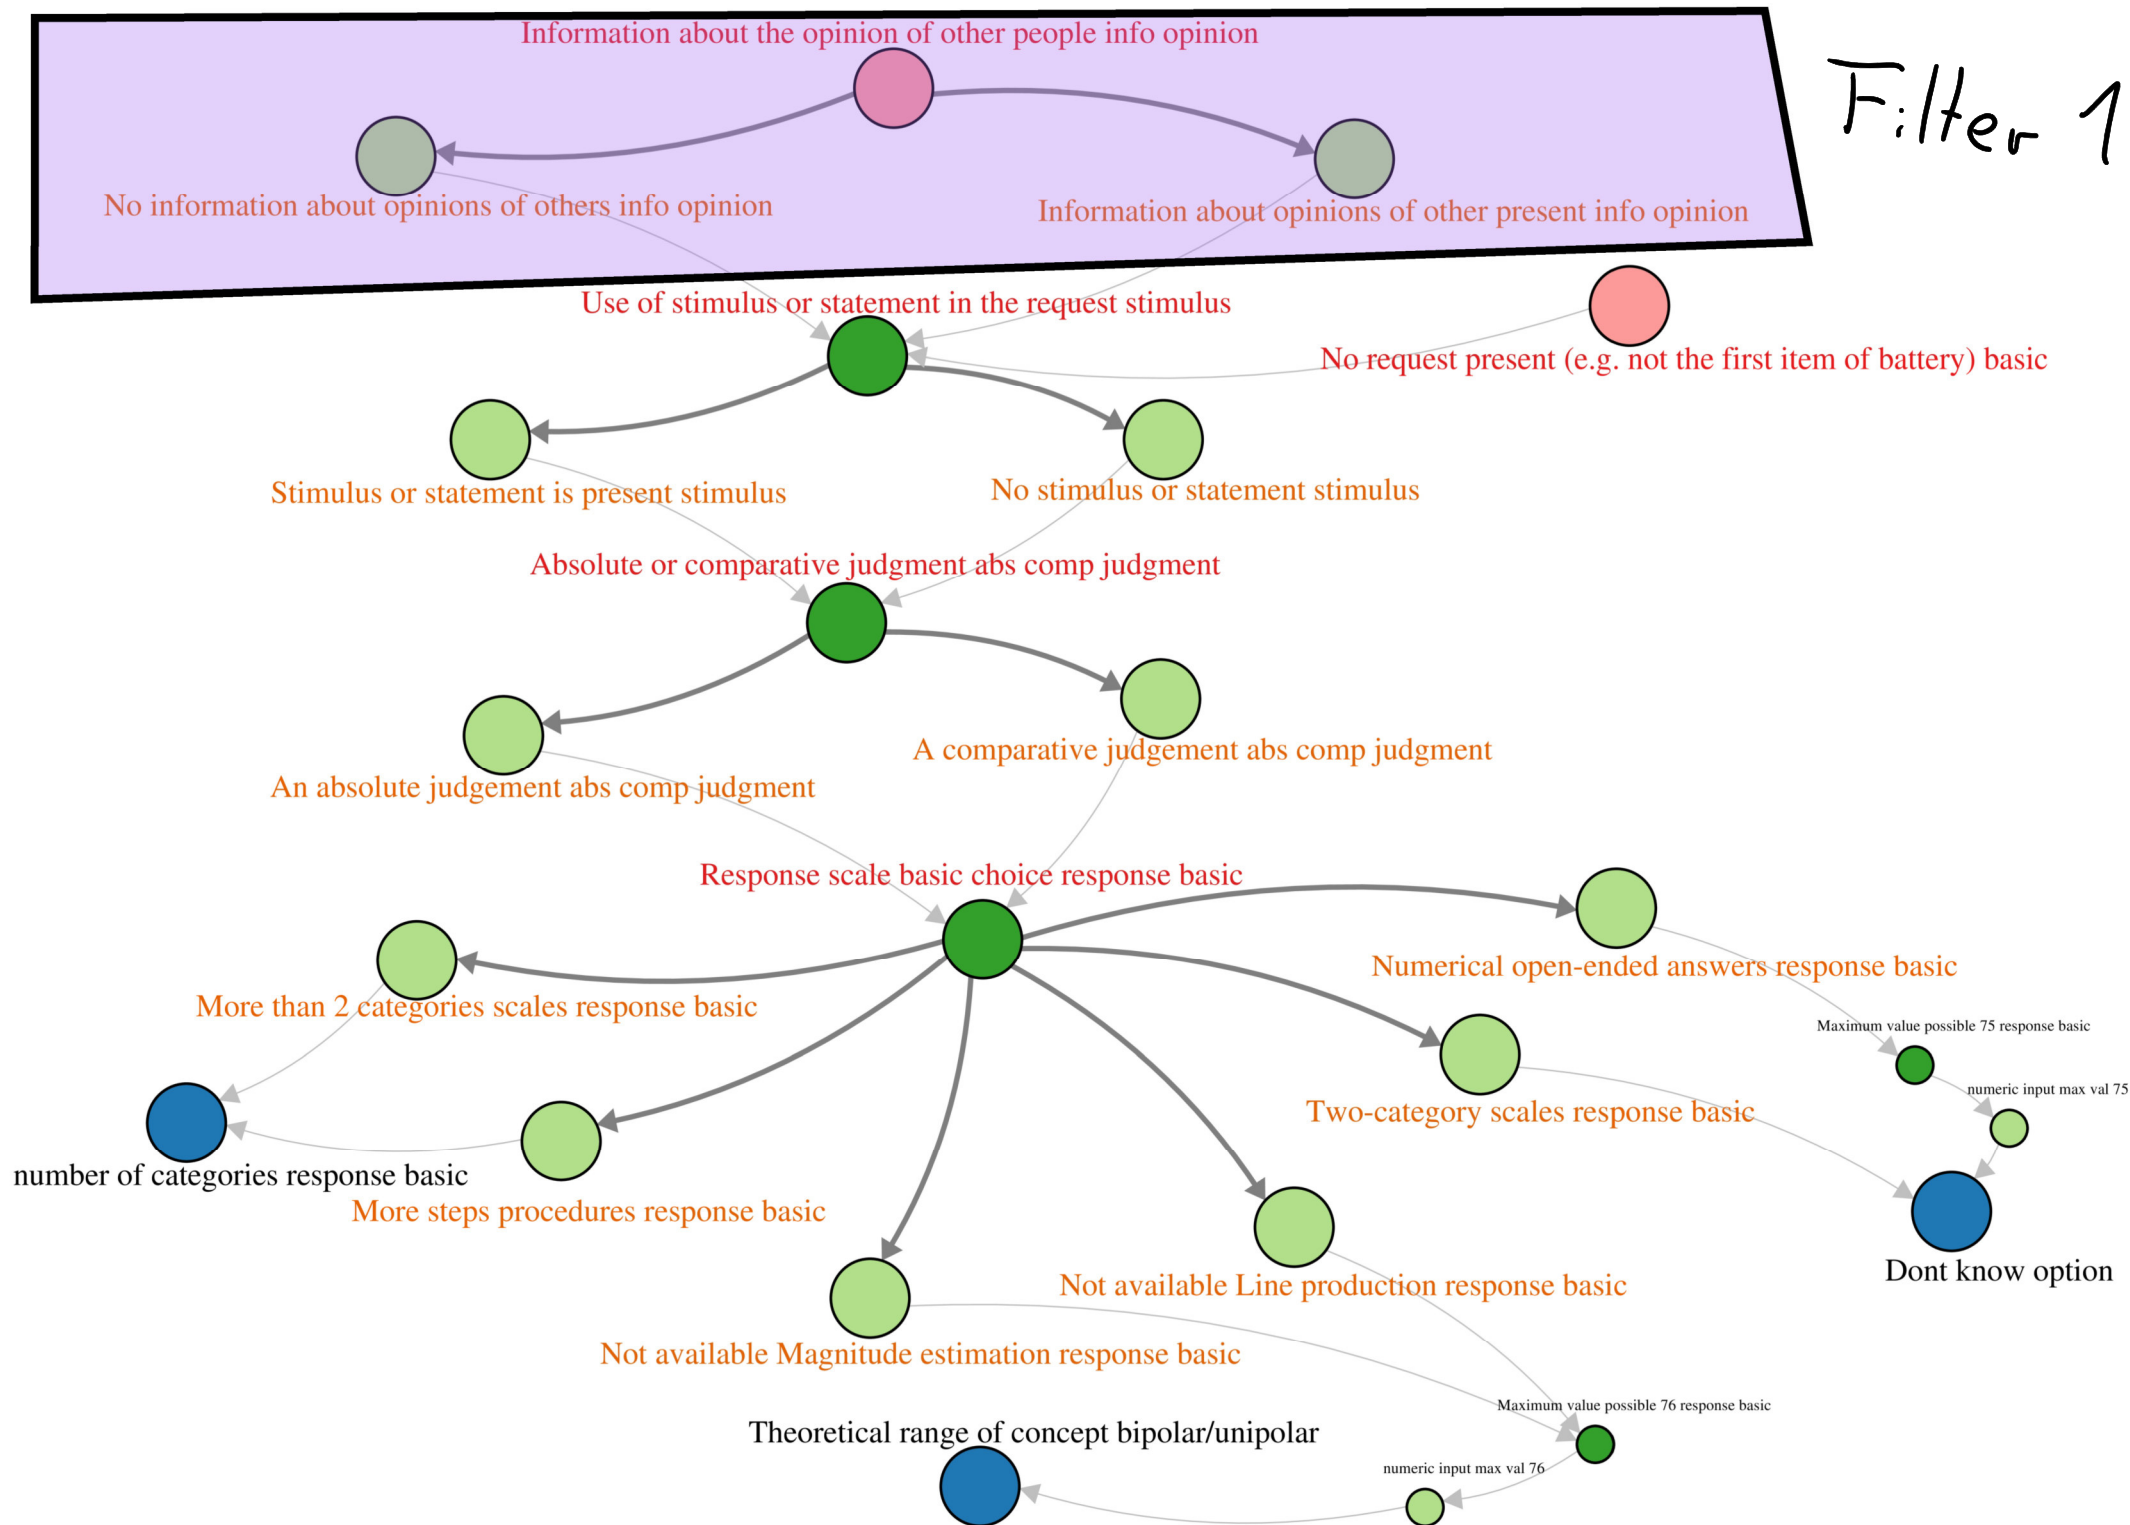 Information about the opinion of other people info opinion
Filter 1
No information about opinions of others info opinion
Information about opinions of other present info opinion
Use of stimulus or statement in the request stimulus
No request present (e.g. not the first item of battery) basic
Stimulus or statement is present stimulus
No stimulus or statement stimulus
Absolute or comparative judgment abs comp judgment
A comparative judgement abs comp judgment
An absolute judgement abs comp judgment
Response scale basic choice response basic
Numerical open-ended answers response basic
More than 2 categories scales response basic
Maximum value possible 75 response basic
numeric input max val 75
Two-category scales response basic
number of categories response basic
More steps procedures response basic
Dont know option
Not available Line production response basic
Not available Magnitude estimation response basic
Maximum value possible 76 response basic
Theoretical range of concept bipolar/unipolar
numeric input max val 76